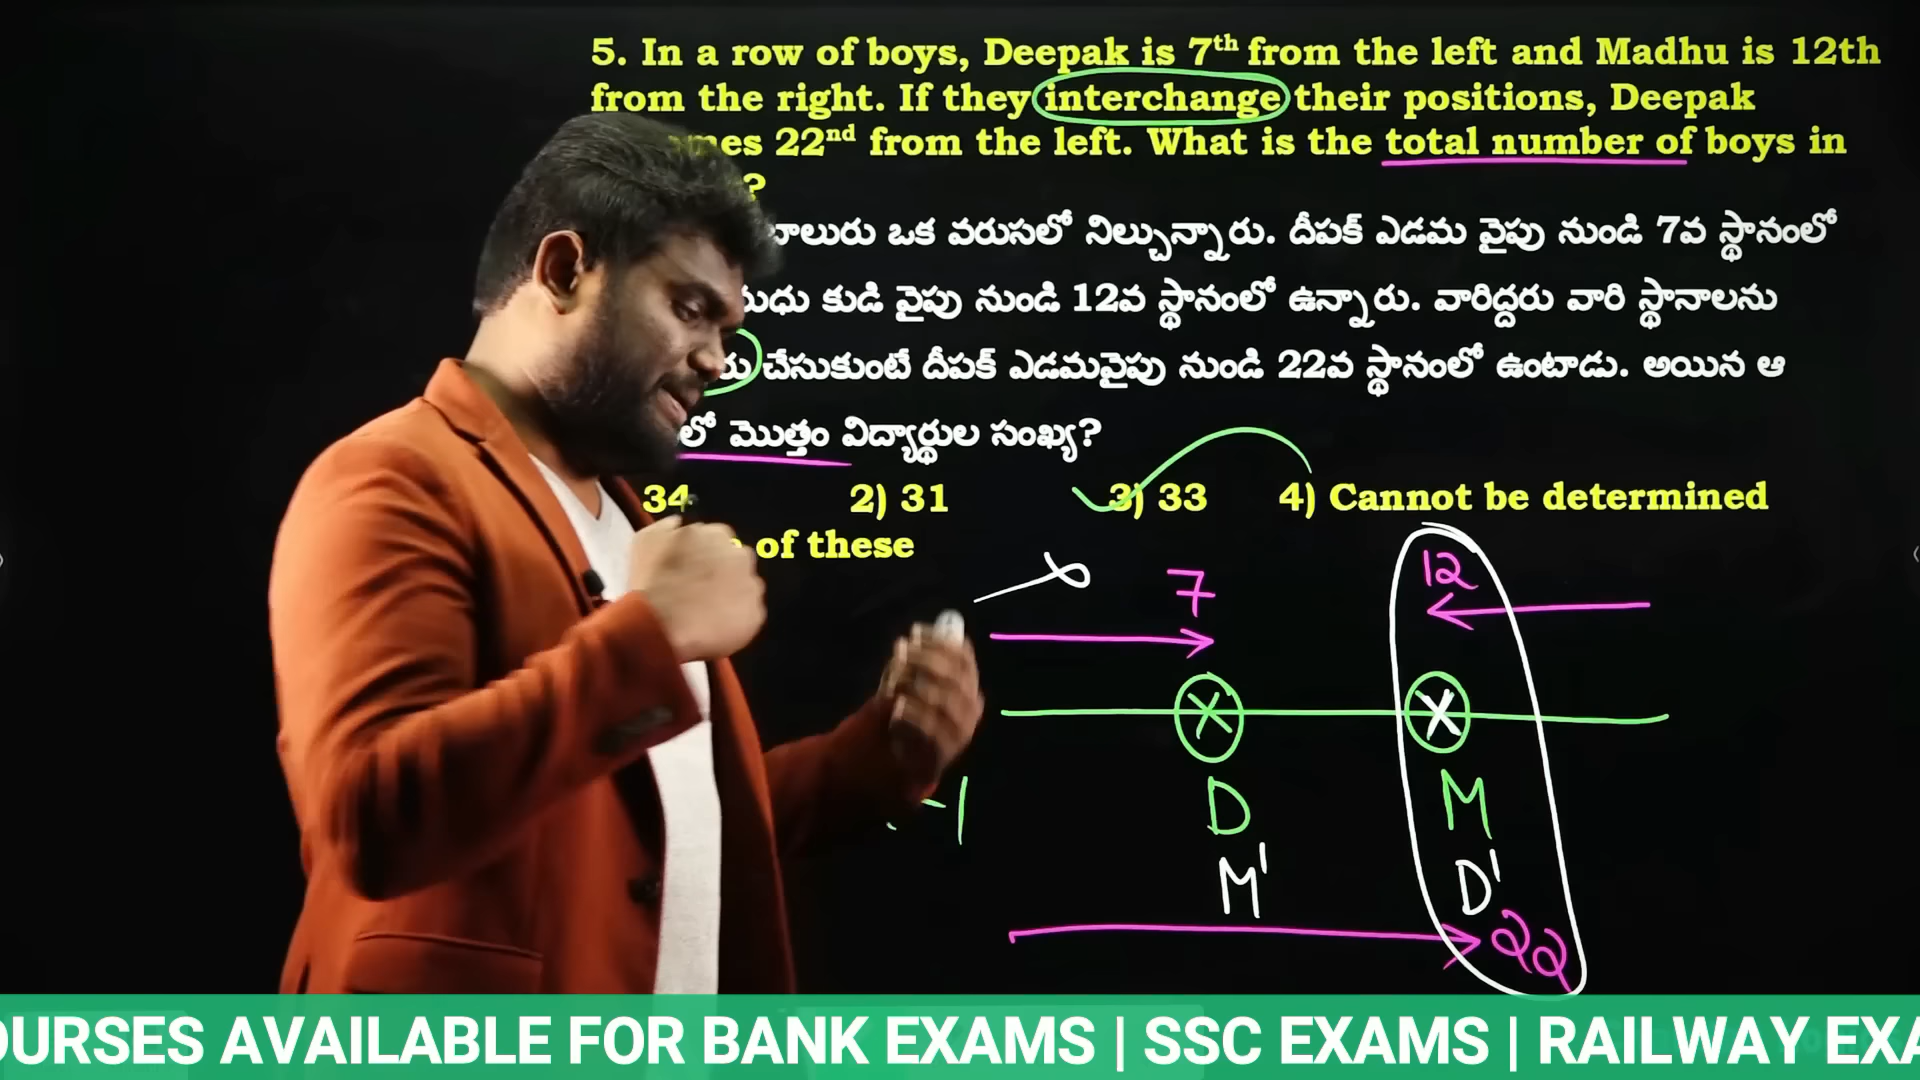 5. In a row of boys, Deepak is 7th from the left and Madhu is 12th
from the right. If they interchange their positions, Deepak
22nd from the left. What is the total number of boys in
?
బాలురు ఒక వరుసలో నిల్చున్నారు. దీపక్ ఎడమ వైపు నుండి 7వ స్థానంలో
మధు కుడి వైపు నుండి 12వ స్థానంలో ఉన్నారు. వారిద్దరు వారి స్థానాలను
చేసుకుంటే దీపక్ ఎడమవైపు నుండి 22వ స్థానంలో ఉంటాడు. అయిన ఆ
లో మొత్తం విద్యార్థుల సంఖ్య?
34 2) 31 3) 33 4) Cannot be determined
of these
7 12
D M
M' D'
22
-1
COURSES AVAILABLE FOR BANK EXAMS | SSC EXAMS | RAILWAY EXA